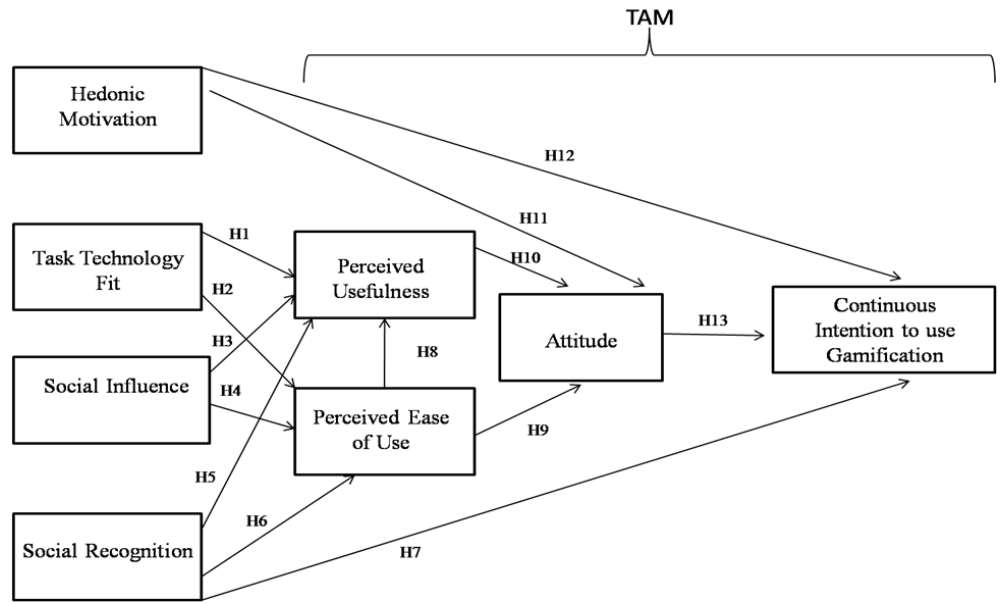 TAM
Hedonic
Motivation
H12
H11
Task Technology
Fit
H1
H2
Perceived
Usefulness
H10
Continuous
Intention to use
Gamification
H13
Attitude
H3
H8
Social Influence
H4
Perceived Ease
of Use
H9
H5
H6
Social Recognition
H7